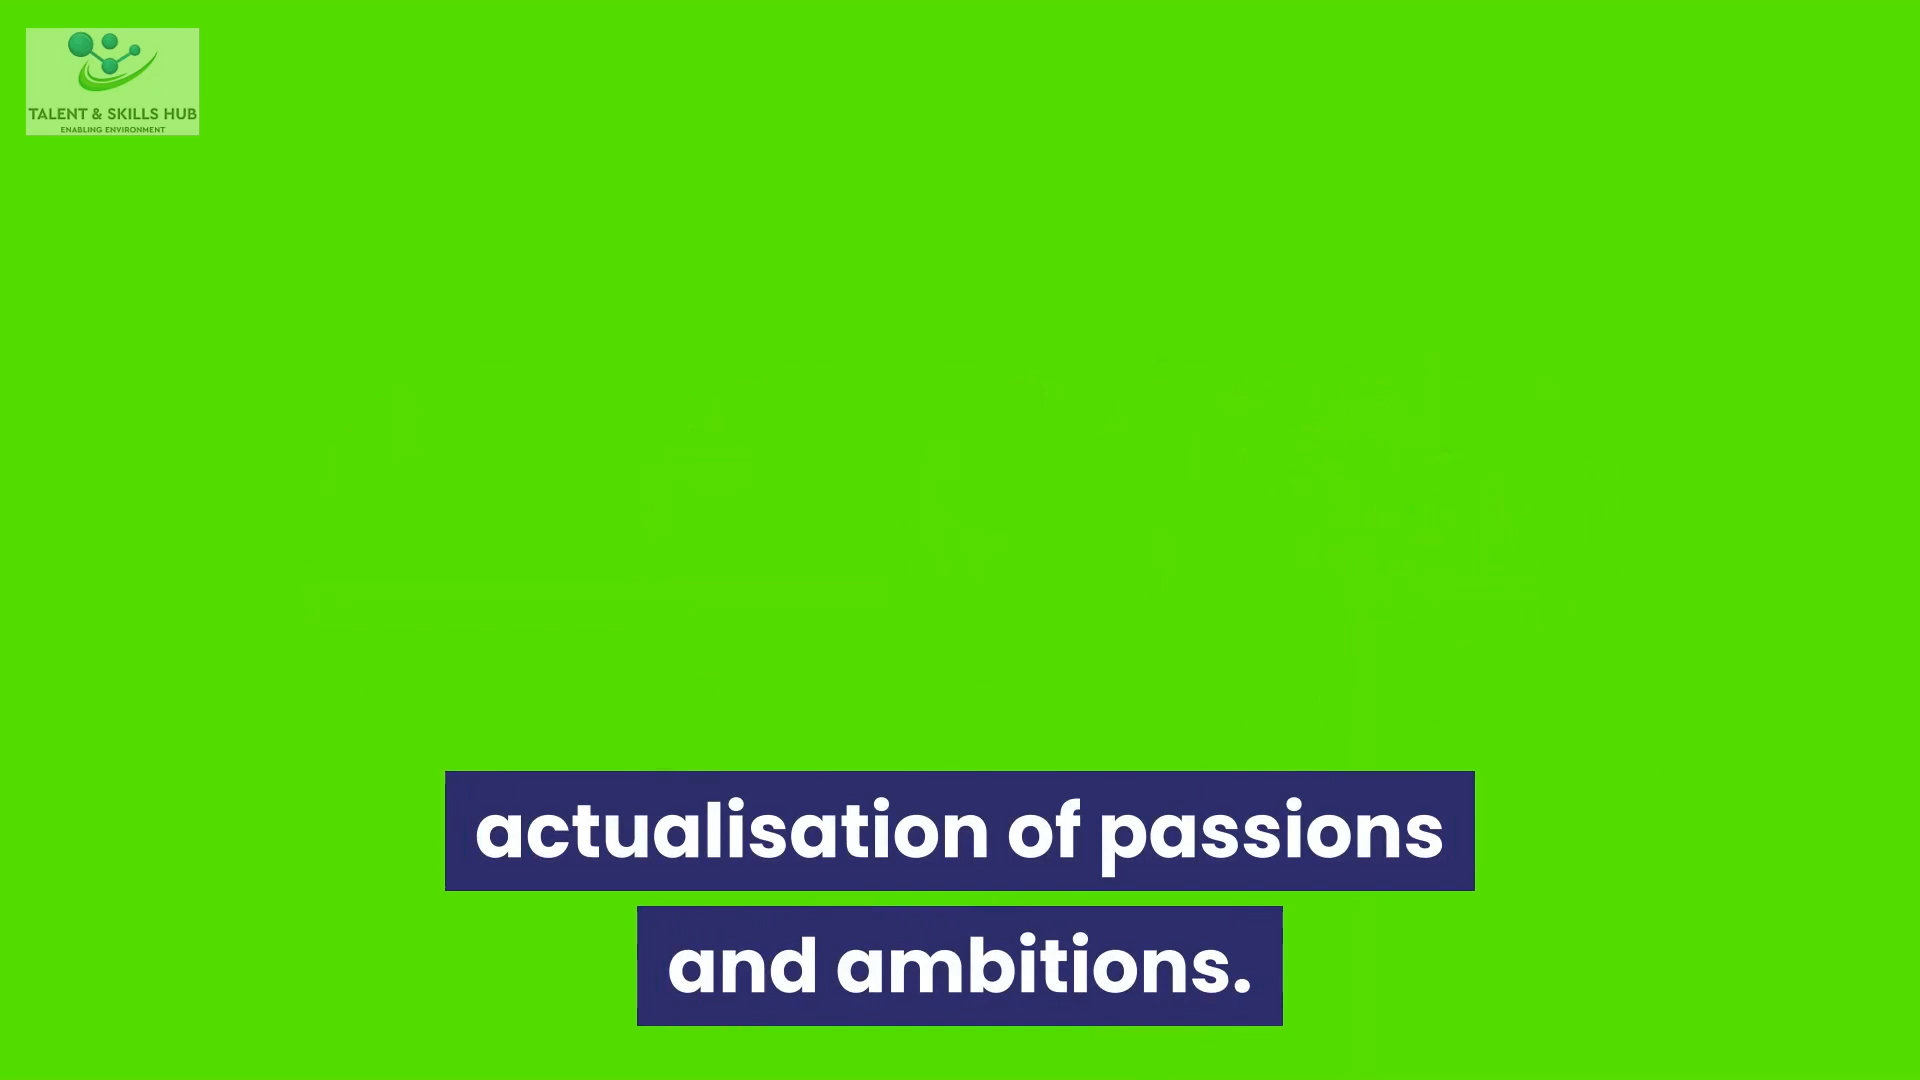 TALENT & SKILLS HUB
ENABLING ENVIRONMENT
actualisation of passions
and ambitions.